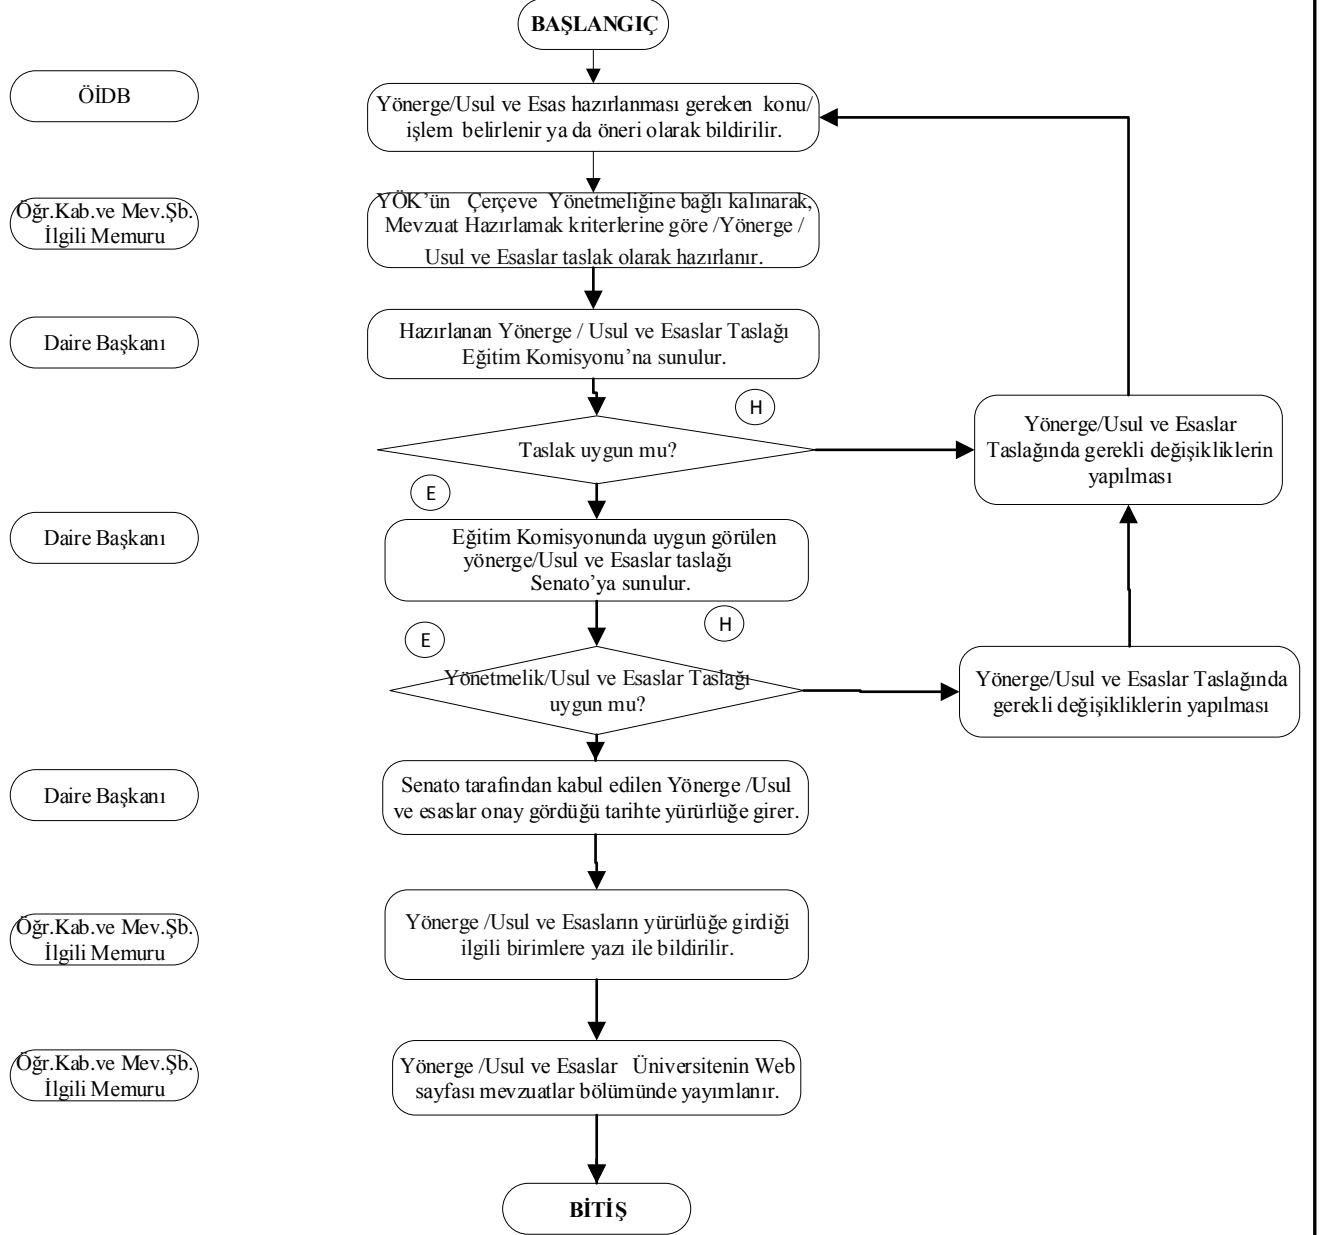 BAŞLANGIÇ
ÖİDB
Yönerge/Usul ve Esas hazırlanması gereken konu/
işlem belirlenir ya da öneri olarak bildirilir.
Öğr.Kab.ve Mev.Şb.
İlgili Memuru
YÖK’ün Çerçeve Yönetmeliğine bağlı kalınarak,
Mevzuat Hazırlamak kriterlerine göre /Yönerge /
Usul ve Esaslar taslak olarak hazırlanır.
Daire Başkanı
Hazırlanan Yönerge / Usul ve Esaslar Taslağı
Eğitim Komisyonu’na sunulur.
H
Taslak uygun mu?
Yönerge/Usul ve Esaslar
Taslağında gerekli değişikliklerin
yapılması
E
Daire Başkanı
Eğitim Komisyonunda uygun görülen
yönerge/Usul ve Esaslar taslağı
Senato’ya sunulur.
H
E
Yönetmelik/Usul ve Esaslar Taslağı
uygun mu?
Yönerge/Usul ve Esaslar Taslağında
gerekli değişikliklerin yapılması
Daire Başkanı
Senato tarafından kabul edilen Yönerge /Usul
ve esaslar onay gördüğü tarihte yürürlüğe girer.
Öğr.Kab.ve Mev.Şb.
İlgili Memuru
Yönerge /Usul ve Esasların yürürlüğe girdiği
ilgili birimlere yazı ile bildirilir.
Öğr.Kab.ve Mev.Şb.
İlgili Memuru
Yönerge /Usul ve Esaslar Üniversitenin Web
sayfası mevzuatlar bölümünde yayımlanır.
BİTİŞ